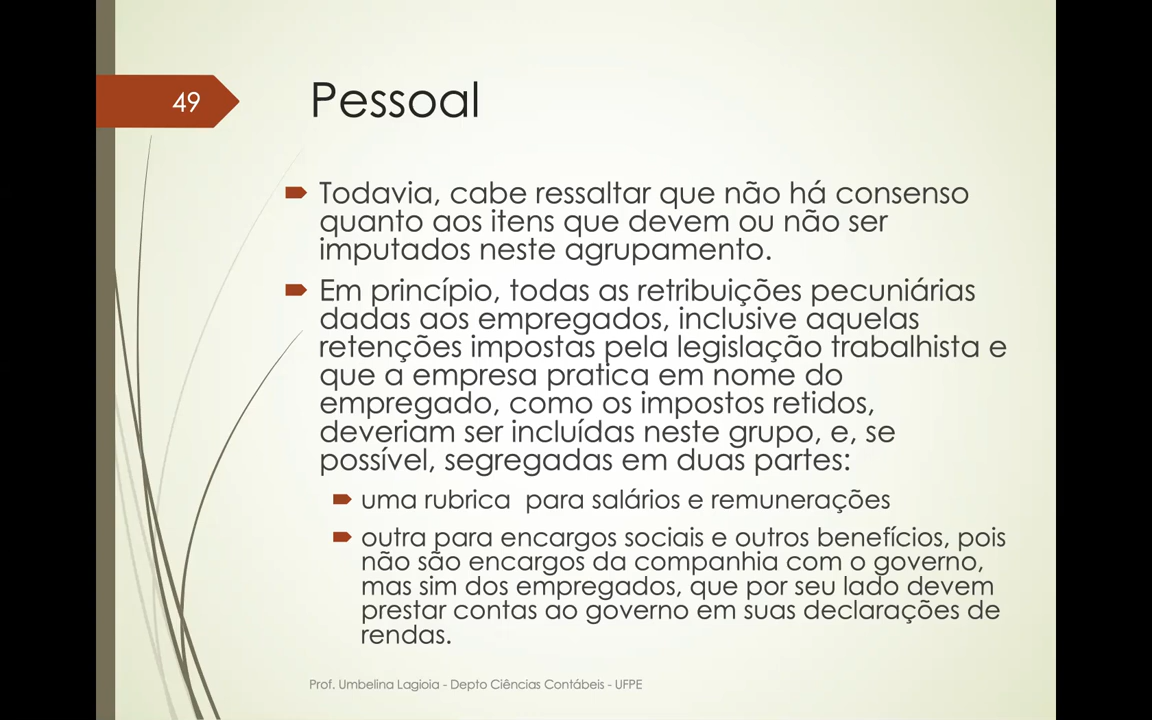 49
Pessoal
Todavia, cabe ressaltar que não há consenso
quanto aos itens que devem ou não ser
imputados neste agrupamento.
Em princípio, todas as retribuições pecuniárias
dadas aos empregados, inclusive aquelas
retenções impostas pela legislação trabalhista e
que a empresa pratica em nome do
empregado, como os impostos retidos,
deveriam ser incluídas neste grupo, e, se
possível, segregadas em duas partes:
uma rubrica  para salários e remunerações
outra para encargos sociais e outros benefícios, pois
não são encargos da companhia com o governo,
mas sim dos empregados, que por seu lado devem
prestar contas ao governo em suas declarações de
rendas.
Prof. Umbelina Lagioia - Depto Ciências Contábeis - UFPE